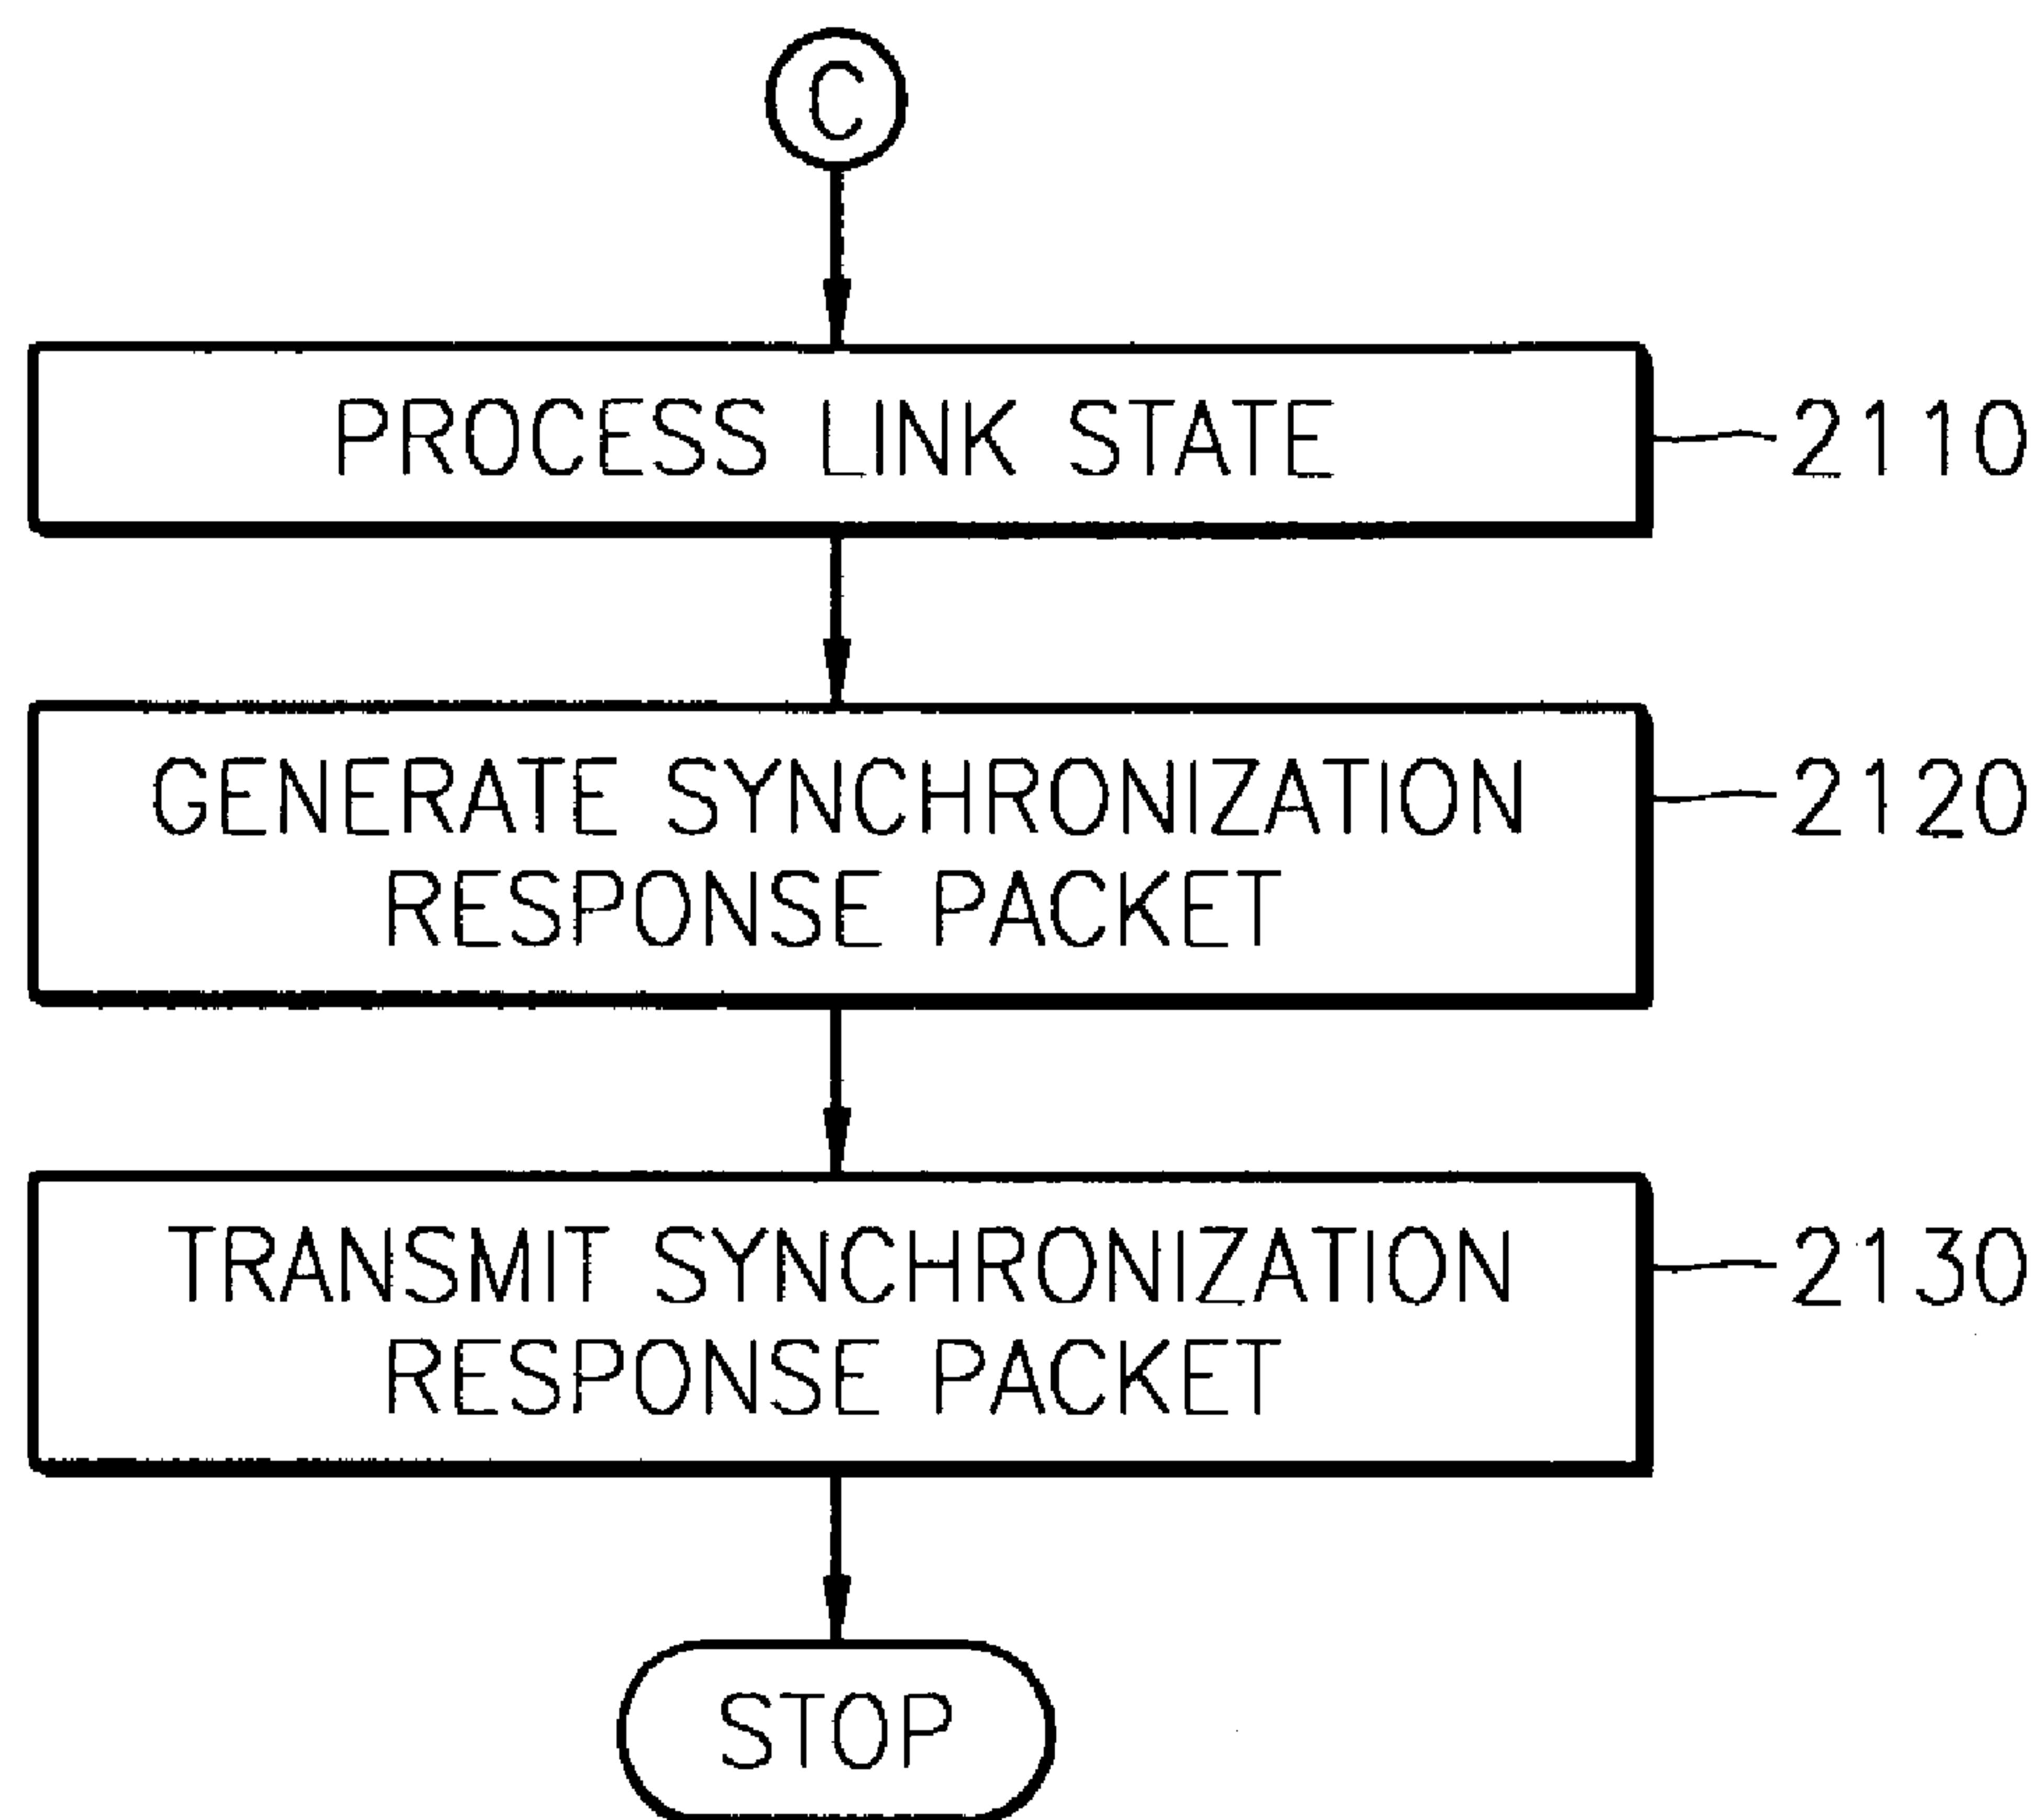 C
PROCESS LINK STATE
2110
GENERATE SYNCHRONIZATION
RESPONSE PACKET
2120
TRANSMIT SYNCHRONIZATION
RESPONSE PACKET
2130
STOP